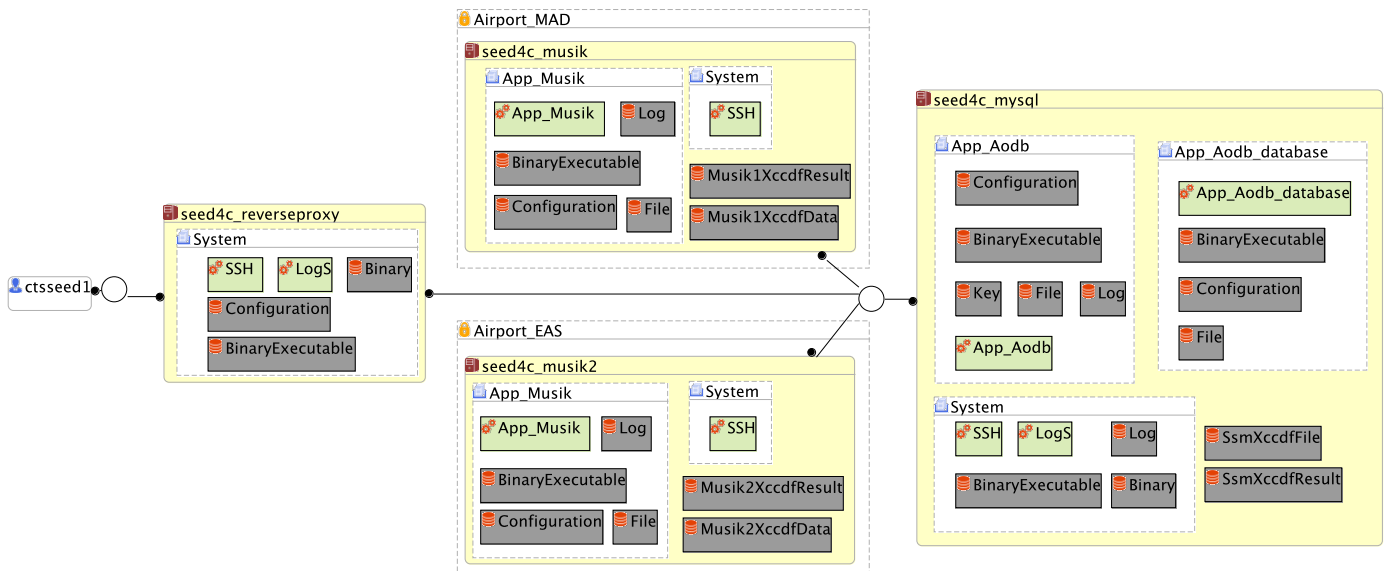 ctsseed1
seed4c_reverseproxy
System
SSH
LogS
Binary
Configuration
BinaryExecutable
Airport_MAD
seed4c_musik
App_Musik
App_Musik
Log
BinaryExecutable
Configuration
File
System
SSH
Musik1XccdfResult
Musik1XccdfData
Airport_EAS
seed4c_musik2
App_Musik
App_Musik
Log
BinaryExecutable
Configuration
File
System
SSH
Musik2XccdfResult
Musik2XccdfData
seed4c_mysql
App_Aodb
Configuration
BinaryExecutable
Key
File
Log
App_Aodb
App_Aodb_database
App_Aodb_database
BinaryExecutable
Configuration
File
System
SSH
LogS
Log
BinaryExecutable
Binary
SsmXccdfFile
SsmXccdfResult